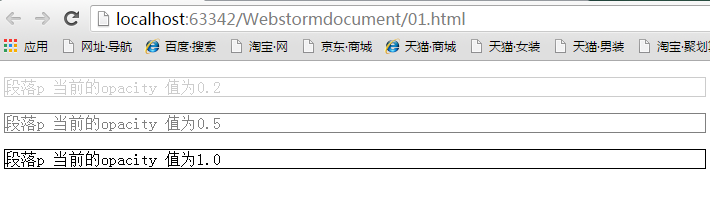 localhost:63342/Webstormdocument/01.html
应用 网址·导航 百度·搜索 淘宝·网 京东·商城 天猫·商城 天猫·女装 天猫·男装 淘宝·聚划
段落p 当前的opacity 值为0.2
段落p 当前的opacity 值为0.5
段落p 当前的opacity 值为1.0